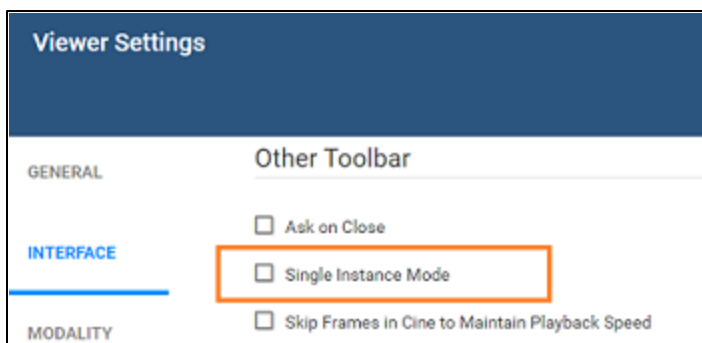 Viewer Settings
GENERAL
INTERFACE
MODALITY
Other Toolbar
Ask on Close
Single Instance Mode
Skip Frames in Cine to Maintain Playback Speed